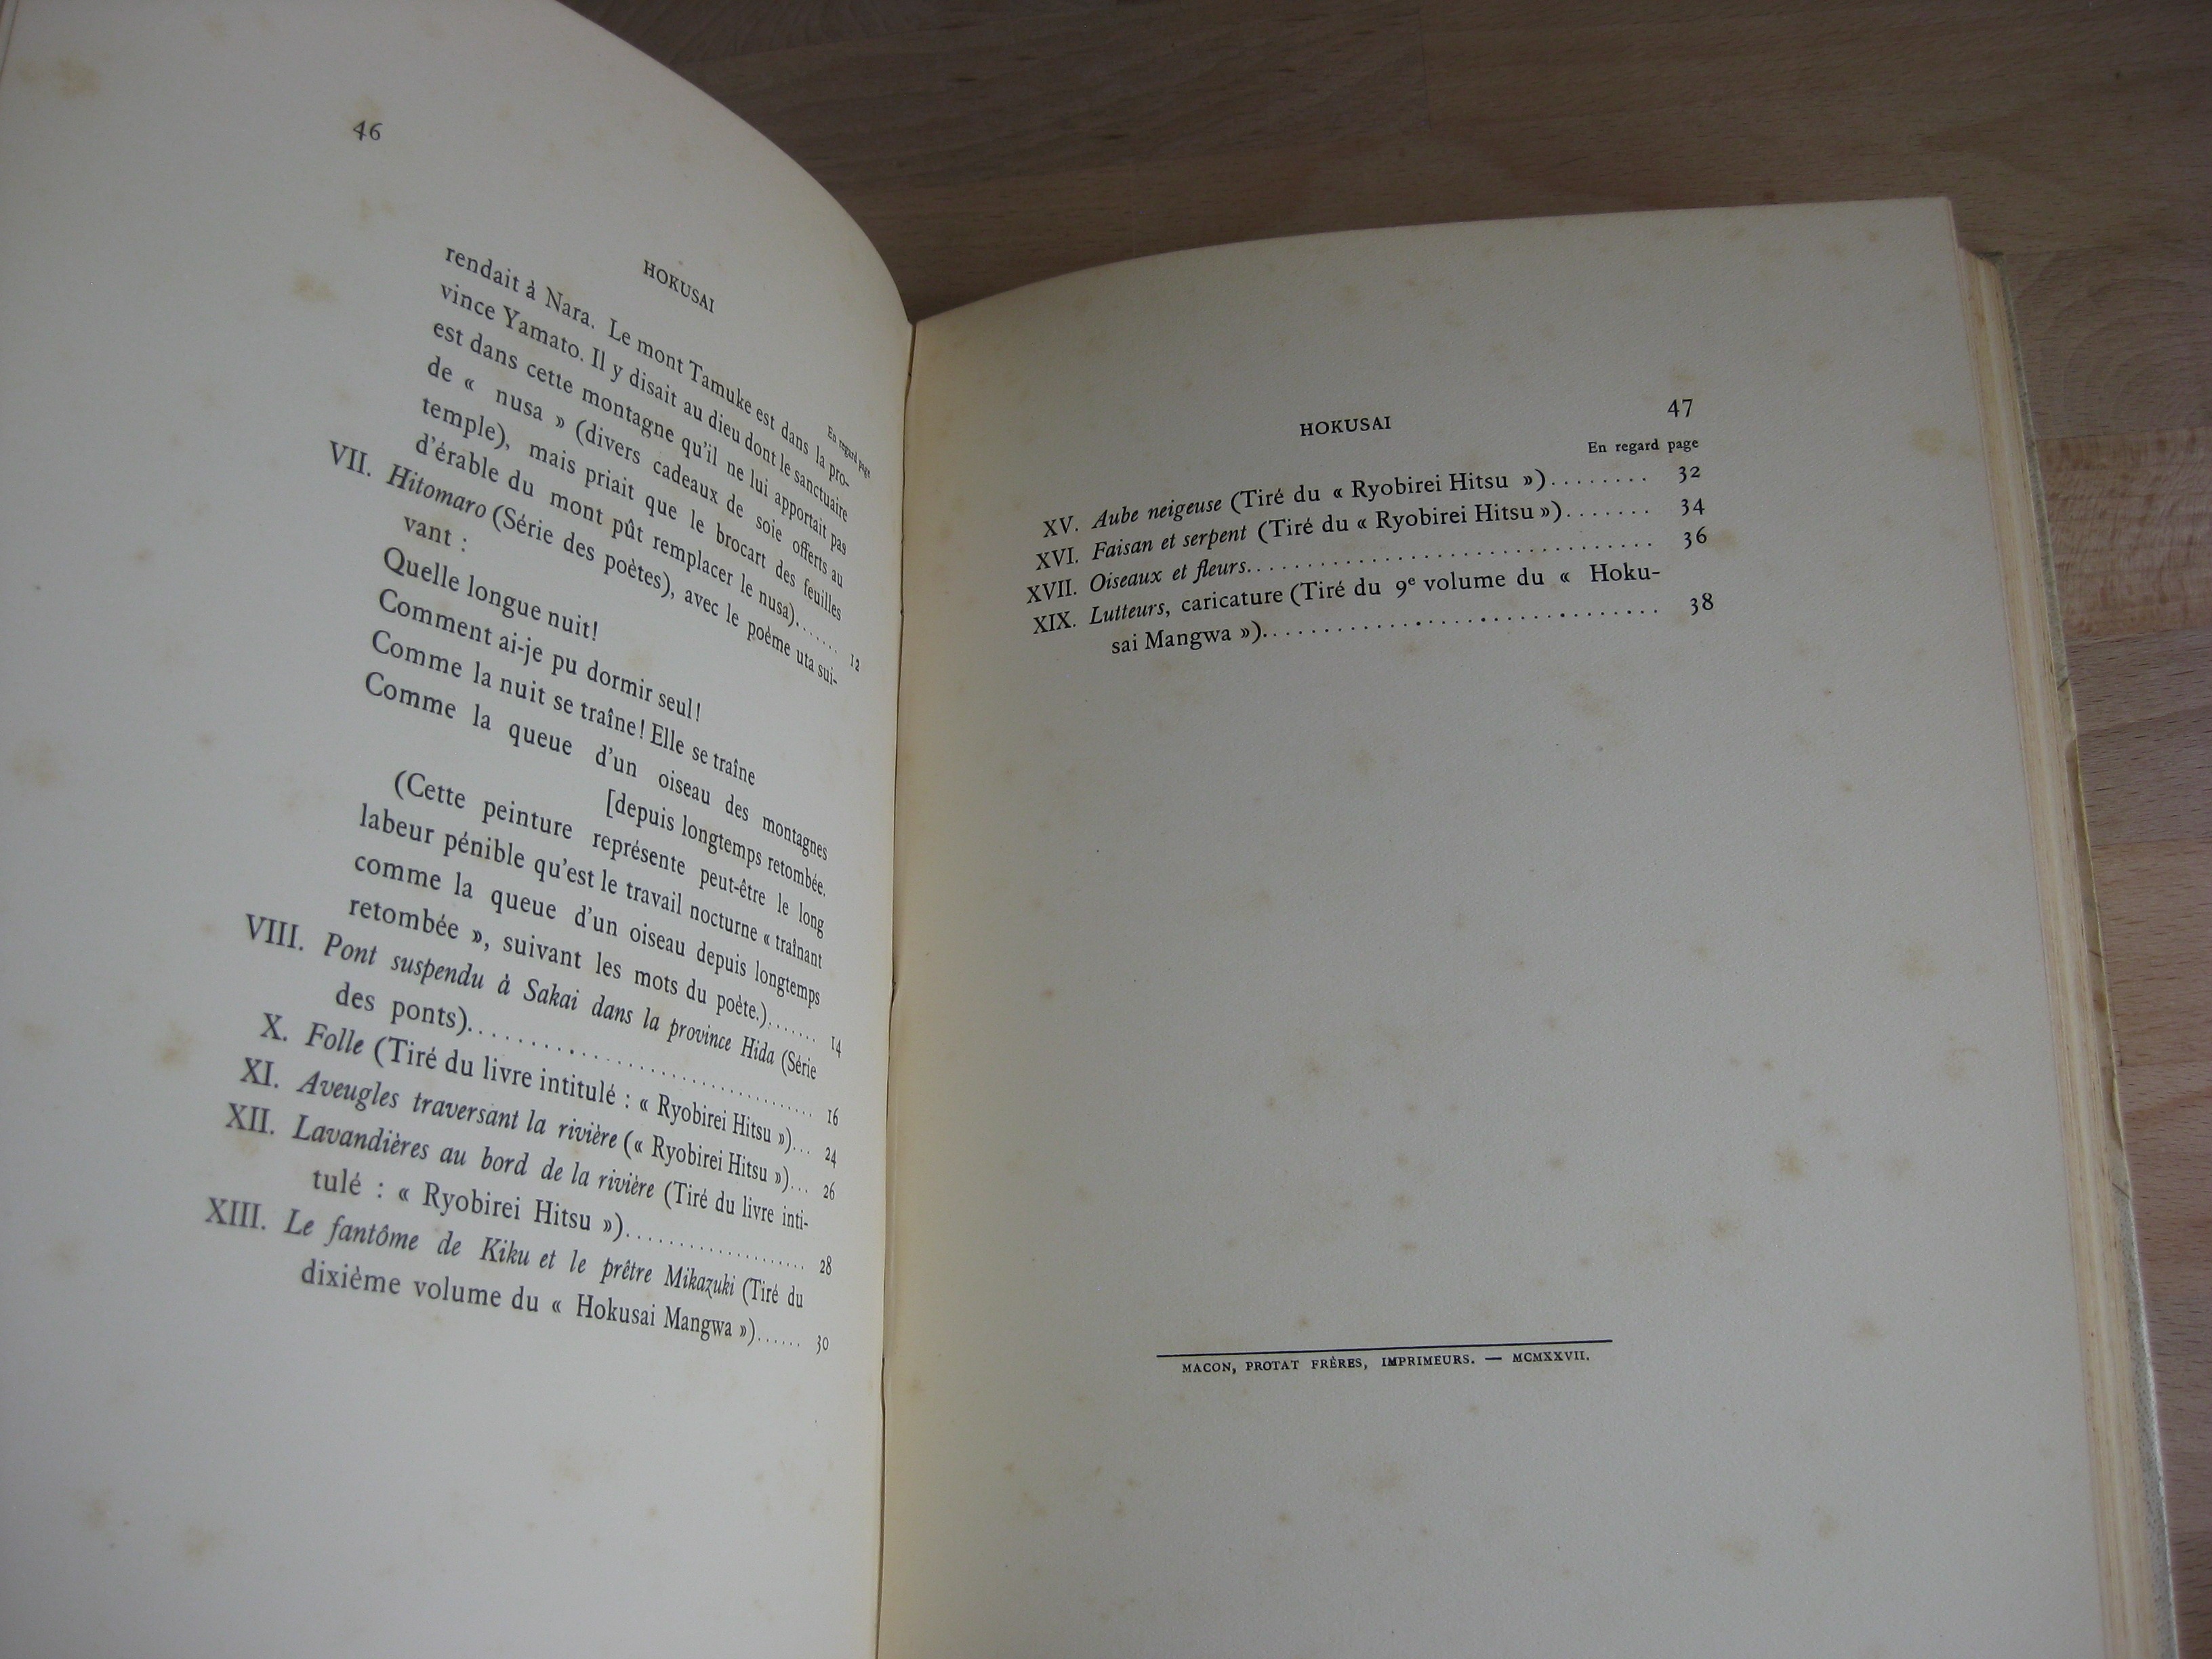 46
HOKUSAI
En regard page
rendait à Nara. Le mont Tamuke est dans la pro-
vince Yamato. Il y disait au dieu dont le sanctuaire
est dans cette montagne qu'il ne lui apportait pas
de « nusa » (divers cadeaux de soie offerts au
temple), mais priait que le brocart des feuilles
d'érable du mont pût remplacer le nusa)....... 12
VII. Hitomaro (Série des poètes), avec le poème uta sui-
vant :
Quelle longue nuit!
Comment ai-je pu dormir seul!
Comme la nuit se traîne! Elle se traîne
Comme la queue d'un oiseau des montagnes
[depuis longtemps retombée.
(Cette peinture représente peut-être le long
labeur pénible qu'est le travail nocturne « traînant
comme la queue d'un oiseau depuis longtemps
retombée », suivant les mots du poète.)....... 14
VIII. Pont suspendu à Sakai dans la province Hida (Série
des ponts)................................ 16
X. Folle (Tiré du livre intitulé : « Ryobirei Hitsu »)... 24
XI. Aveugles traversant la rivière (« Ryobirei Hitsu »)... 26
XII. Lavandières au bord de la rivière (Tiré du livre inti-
tulé : « Ryobirei Hitsu »).................. 28
XIII. Le fantôme de Kiku et le prêtre Mikazuki (Tiré du
dixième volume du « Hokusai Mangwa »)...... 30
HOKUSAI
47
En regard page
XV. Aube neigeuse (Tiré du « Ryobirei Hitsu »)........ 32
XVI. Faisan et serpent (Tiré du « Ryobirei Hitsu »)....... 34
XVII. Oiseaux et fleurs................................ 36
XIX. Lutteurs, caricature (Tiré du 9e volume du « Hoku-
sai Mangwa »)............................... 38
MACON, PROTAT FRÈRES, IMPRIMEURS. — MCMXXVII.